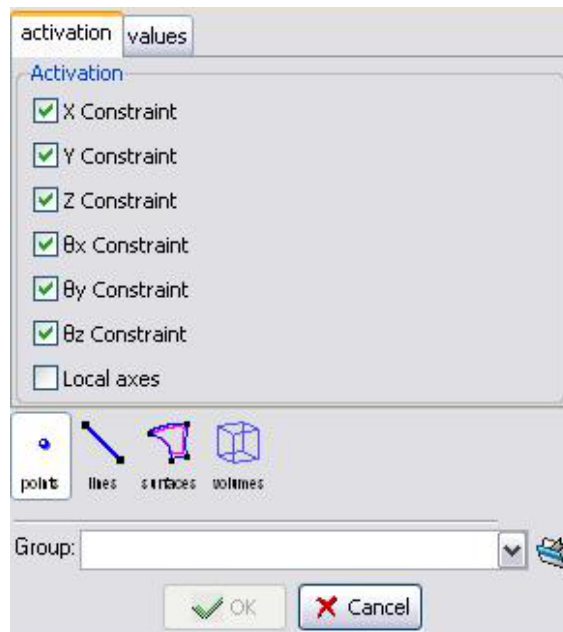 activation values
Activation
X Constraint
Y Constraint
Z Constraint
θx Constraint
θy Constraint
θz Constraint
Local axes
points lines surfaces volumes
Group:
OK Cancel